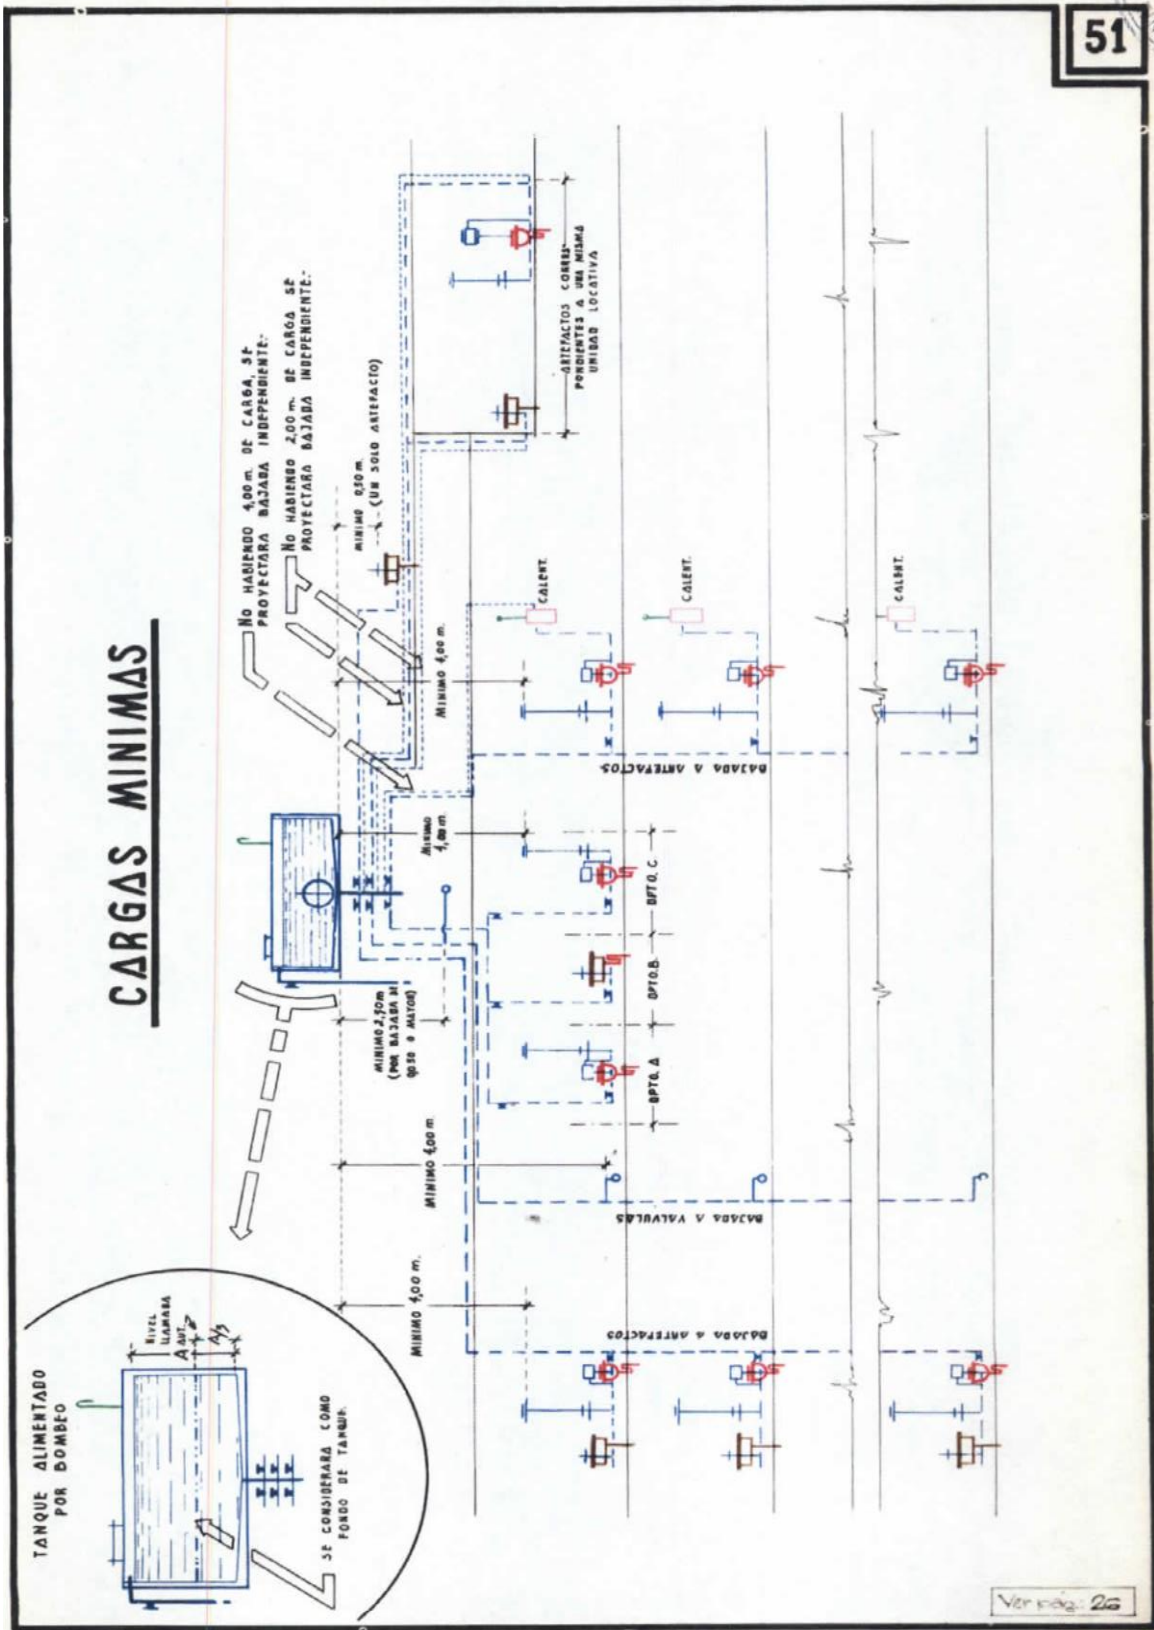 51
CARGAS MINIMAS
TANQUE ALIMENTADO
POR BOMBEO
NIVEL
LLAMADA
AUT.
A
A/3
SE CONSIDERARA COMO
FONDO DE TANQUE
NO HABIENDO 4,00 m. DE CARGA, SE
PROYECTARA BAJADA INDEPENDIENTE.-
NO HABIENDO 2,00 m. DE CARGA SE
PROYECTARA BAJADA INDEPENDIENTE.-
MINIMO 0,50 m.
(UN SOLO ARTEFACTO)
MINIMO 2,50m
(POR BAJADA DE
0,050 O MAYOR)
MINIMO
4,00 m.
MINIMO 4,00 m.
MINIMO 4,00 m.
MINIMO 4,00 m.
ARTEFACTOS CORRES-
PONDIENTES A UNA MISMA
UNIDAD LOCATIVA
BAJADA A ARTEFACTOS
BAJADA A VALVULAS
BAJADA A ARTEFACTOS
DPTO. A
DPTO. B.
DPTO. C
CALENT.
CALENT.
CALENT.
Ver pág: 26